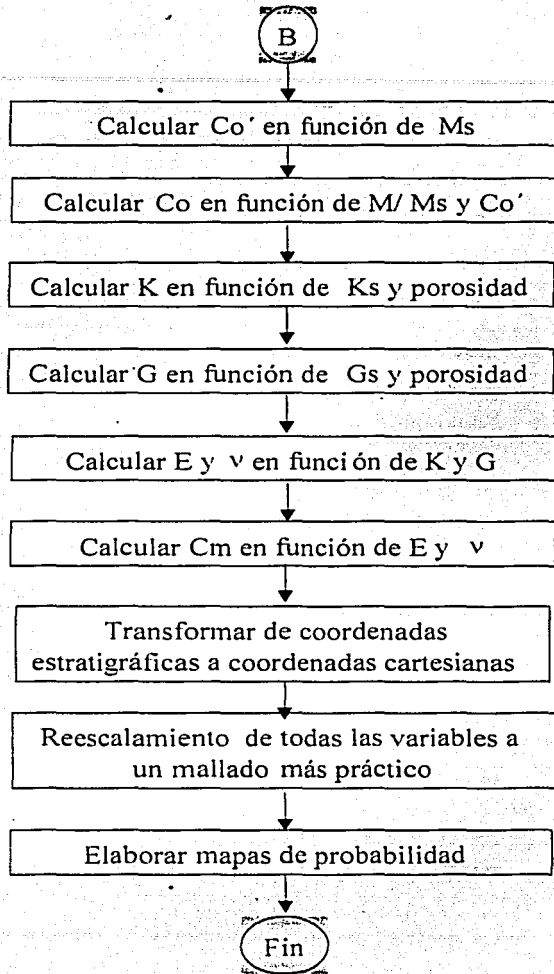 B
Calcular Co´ en función de Ms
Calcular Co en función de M/ Ms y Co´
Calcular K en función de Ks y porosidad
Calcular G en función de Gs y porosidad
Calcular E y ν en función de K y G
Calcular Cm en función de E y ν
Transformar de coordenadas
estratigráficas a coordenadas cartesianas
Reescalamiento de todas las variables a
un mallado más práctico
Elaborar mapas de probabilidad
Fin